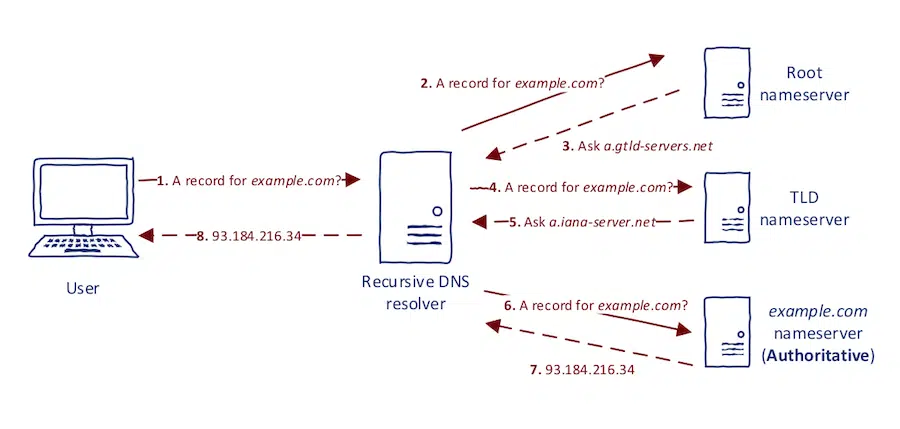 2. A record for example.com?
Root
nameserver
3. Ask a.gtld-servers.net
1. A record for example.com?
4. A record for example.com?
TLD
nameserver
5. Ask a.iana-server.net
8. 93.184.216.34
User
Recursive DNS
resolver
6. A record for example.com?
example.com
nameserver
(Authoritative)
7. 93.184.216.34